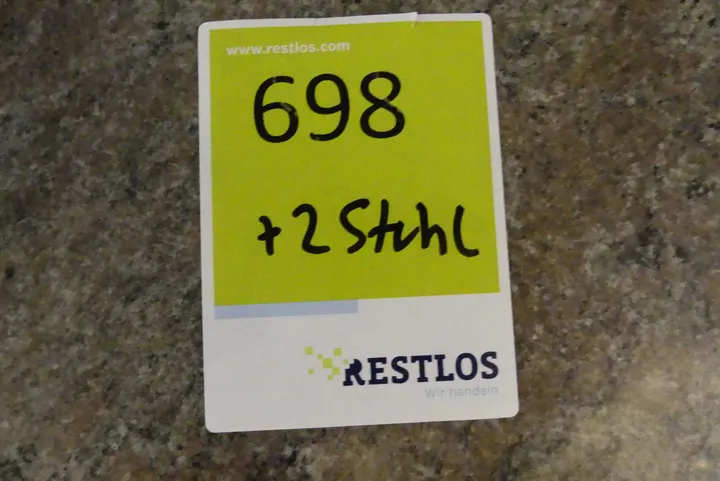 www.restlos.com
698
+ 2 Stuhl
RESTLOS
Wir handeln